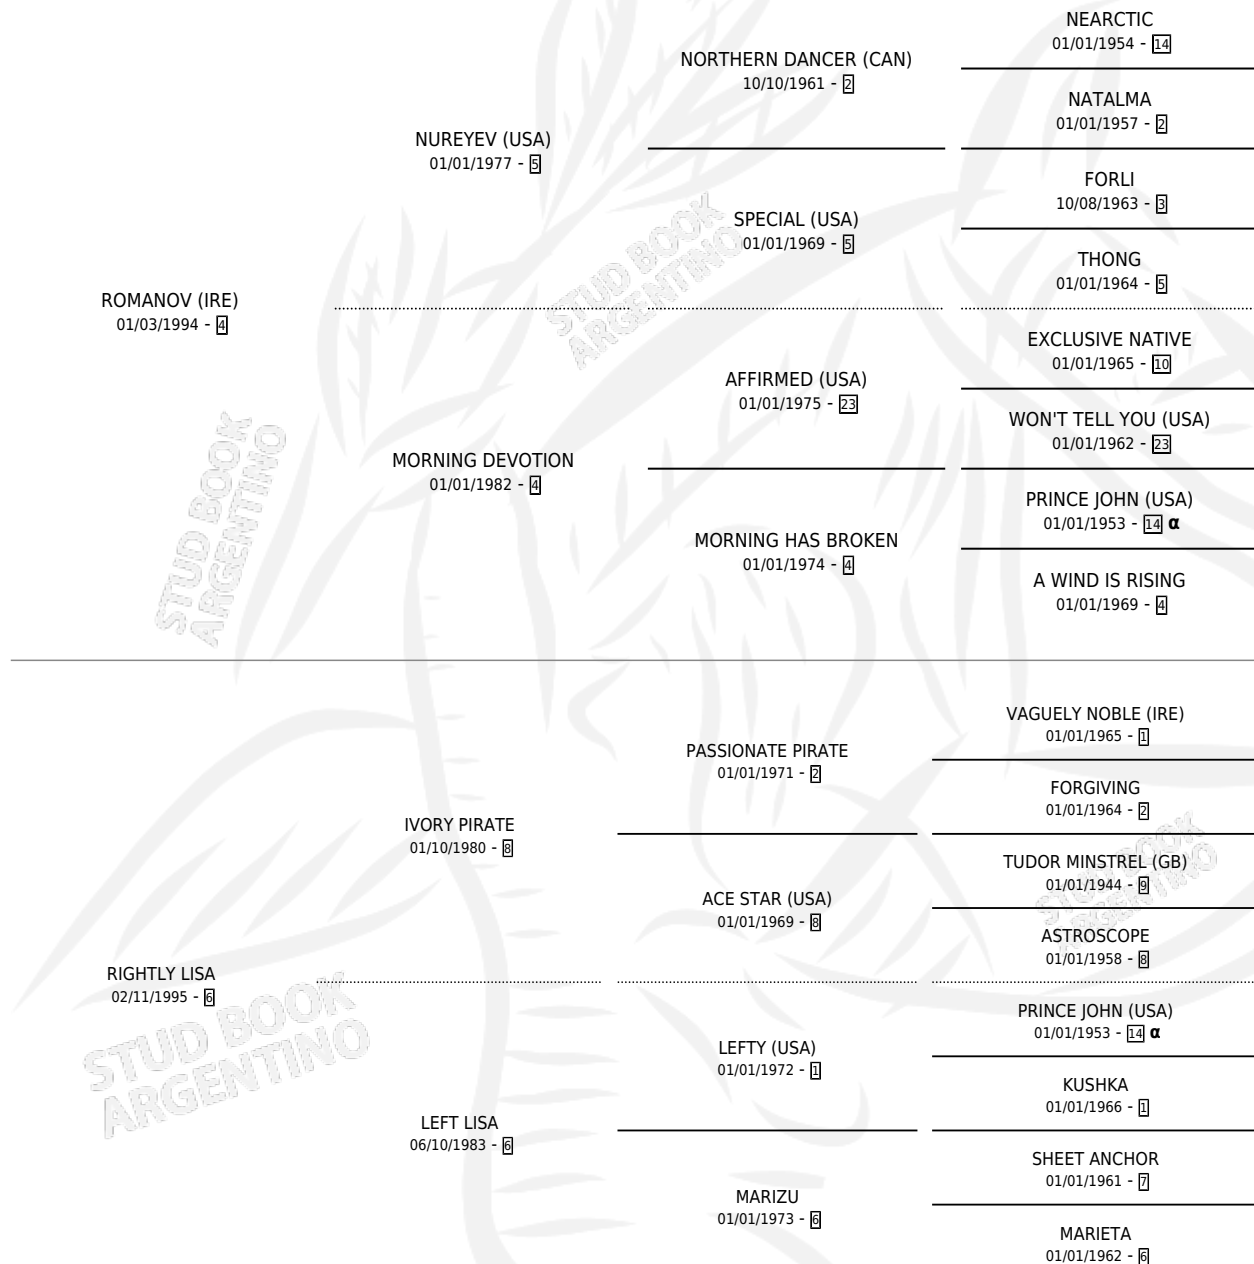 NEARCTIC
01/01/1954 - 14
NORTHERN DANCER (CAN)
10/10/1961 - 2
NATALMA
01/01/1957 - 2
NUREYEV (USA)
01/01/1977 - 5
FORLI
10/08/1963 - 3
SPECIAL (USA)
01/01/1969 - 5
THONG
01/01/1964 - 5
ROMANOV (IRE)
01/03/1994 - 4
EXCLUSIVE NATIVE
01/01/1965 - 10
AFFIRMED (USA)
01/01/1975 - 23
WON'T TELL YOU (USA)
01/01/1962 - 23
MORNING DEVOTION
01/01/1982 - 4
PRINCE JOHN (USA)
01/01/1953 - 14 α
MORNING HAS BROKEN
01/01/1974 - 4
A WIND IS RISING
01/01/1969 - 4
VAGUELY NOBLE (IRE)
01/01/1965 - 1
PASSIONATE PIRATE
01/01/1971 - 2
FORGIVING
01/01/1964 - 2
IVORY PIRATE
01/10/1980 - 8
TUDOR MINSTREL (GB)
01/01/1944 - 9
ACE STAR (USA)
01/01/1969 - 8
ASTROSCOPE
01/01/1958 - 8
RIGHTLY LISA
02/11/1995 - 6
PRINCE JOHN (USA)
01/01/1953 - 14 α
LEFTY (USA)
01/01/1972 - 1
KUSHKA
01/01/1966 - 1
LEFT LISA
06/10/1983 - 6
SHEET ANCHOR
01/01/1961 - 7
MARIZU
01/01/1973 - 6
MARIETA
01/01/1962 - 6
STUD BOOK
ARGENTINO
STUD BOOK
ARGENTINO
STUD BOOK
ARGENTINO
STUD BOOK
ARGENTINO